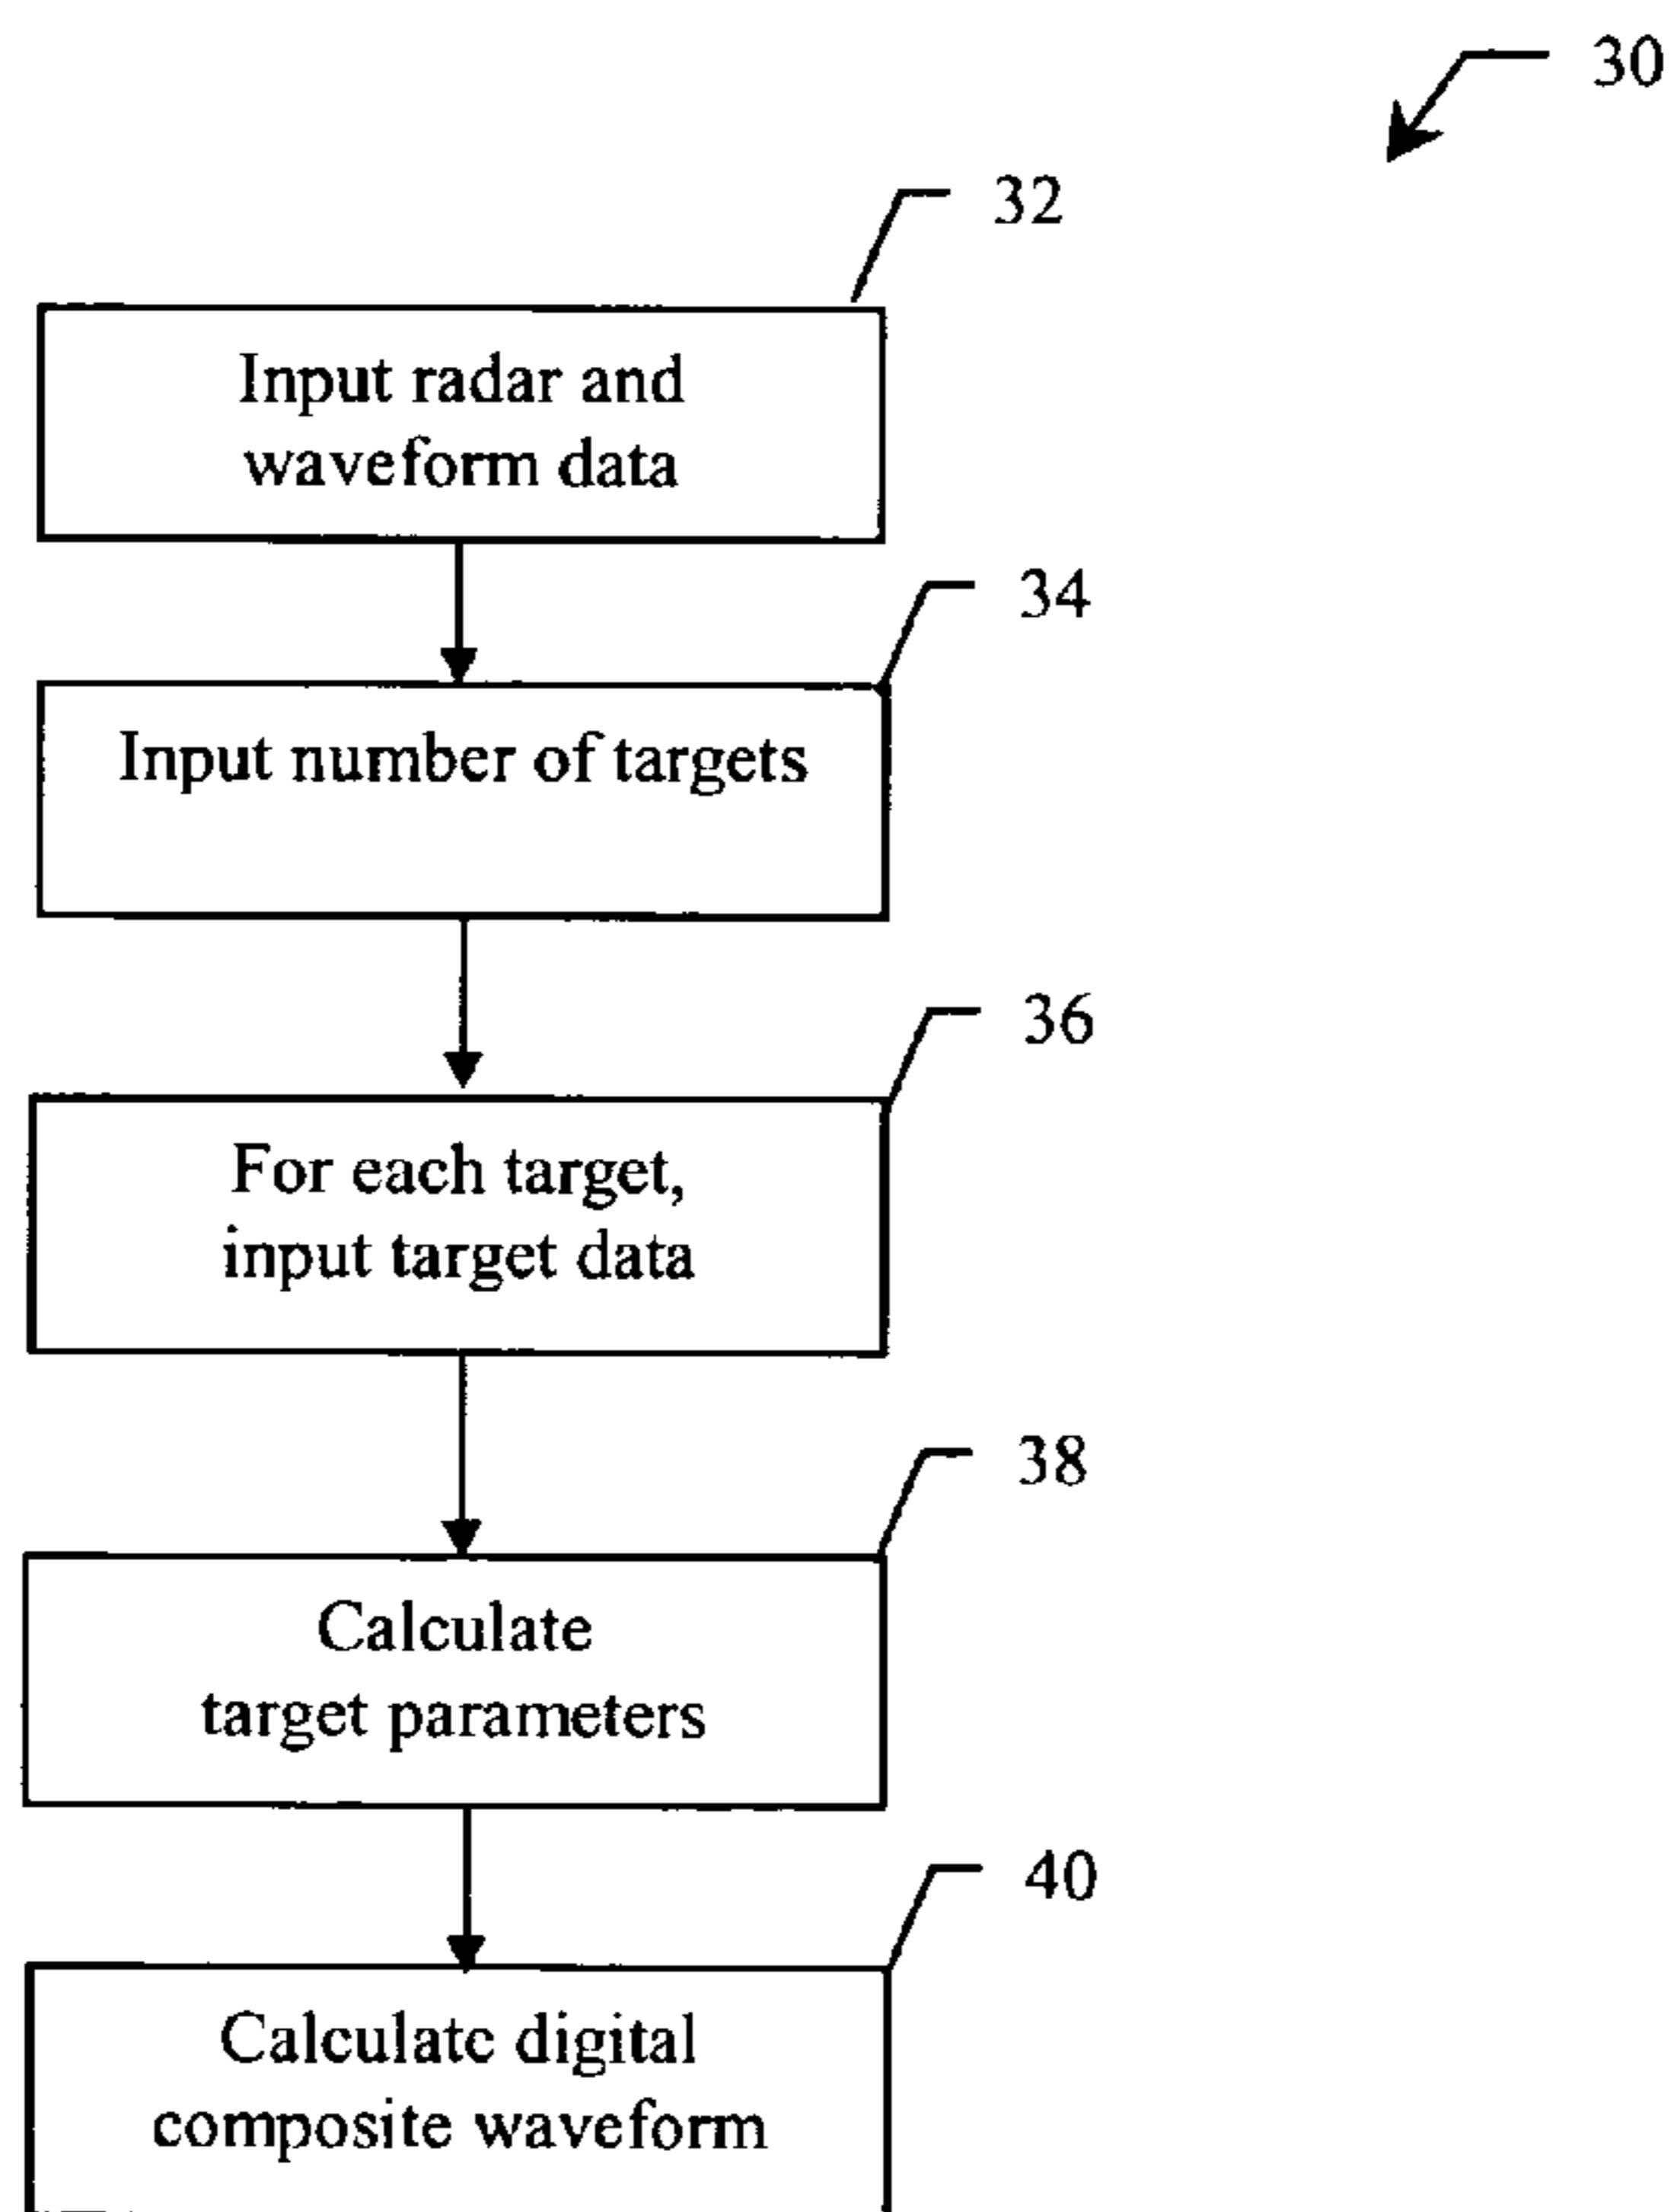 30
32
Input radar and
waveform data
34
Input number of targets
36
For each target,
input target data
38
Calculate
target parameters
40
Calculate digital
composite waveform